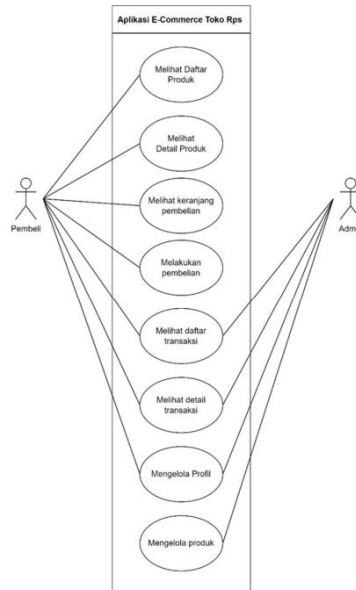 Aplikasi E-Commerce Toko Rps
Melihat Daftar
Produk
Melihat
Detail Produk
Melihat keranjang
pembelian
Pembeli
Adm
Melakukan
pembelian
Melihat daftar
transaksi
Melihat detail
transaksi
Mengelola Profil
Mengelola produk